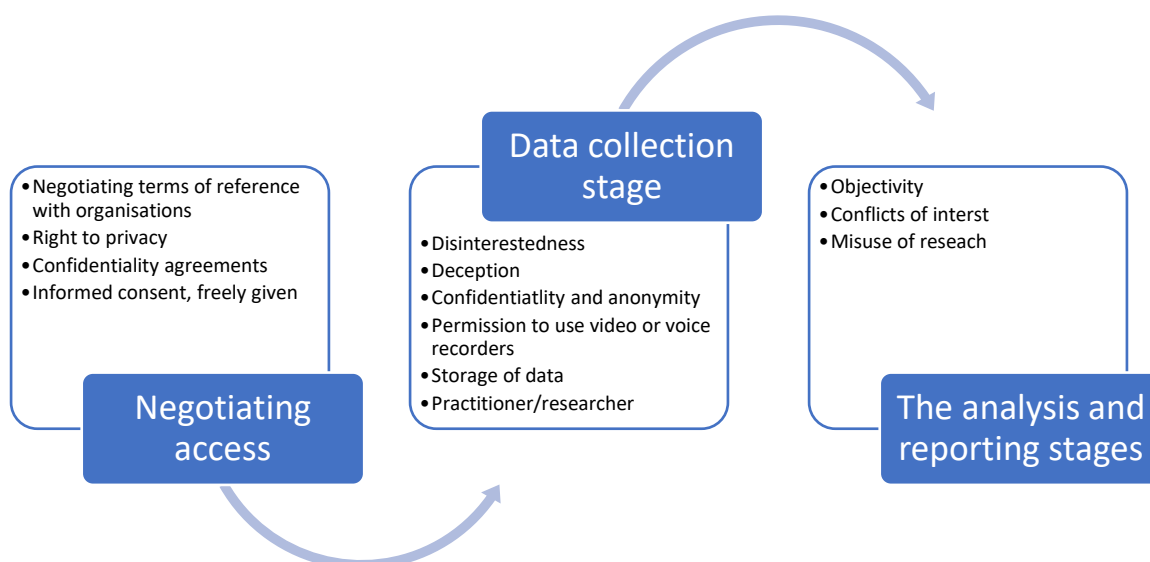 •Negotiating terms of reference
with organisations
•Right to privacy
•Confidentiality agreements
•Informed consent, freely given
Negotiating
access
Data collection
stage
•Disinterestedness
•Deception
•Confidentiatlity and anonymity
•Permission to use video or voice
recorders
•Storage of data
•Practitioner/researcher
•Objectivity
•Conflicts of interst
•Misuse of reseach
The analysis and
reporting stages